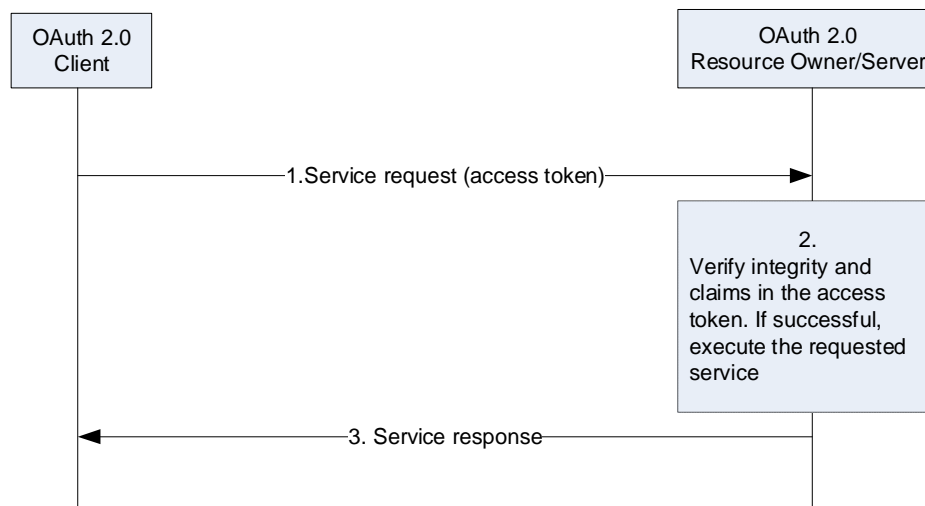 OAuth 2.0
Client
OAuth 2.0
Resource Owner/Server
1.Service request (access token)
2.
Verify integrity and
claims in the access
token. If successful,
execute the requested
service
3. Service response